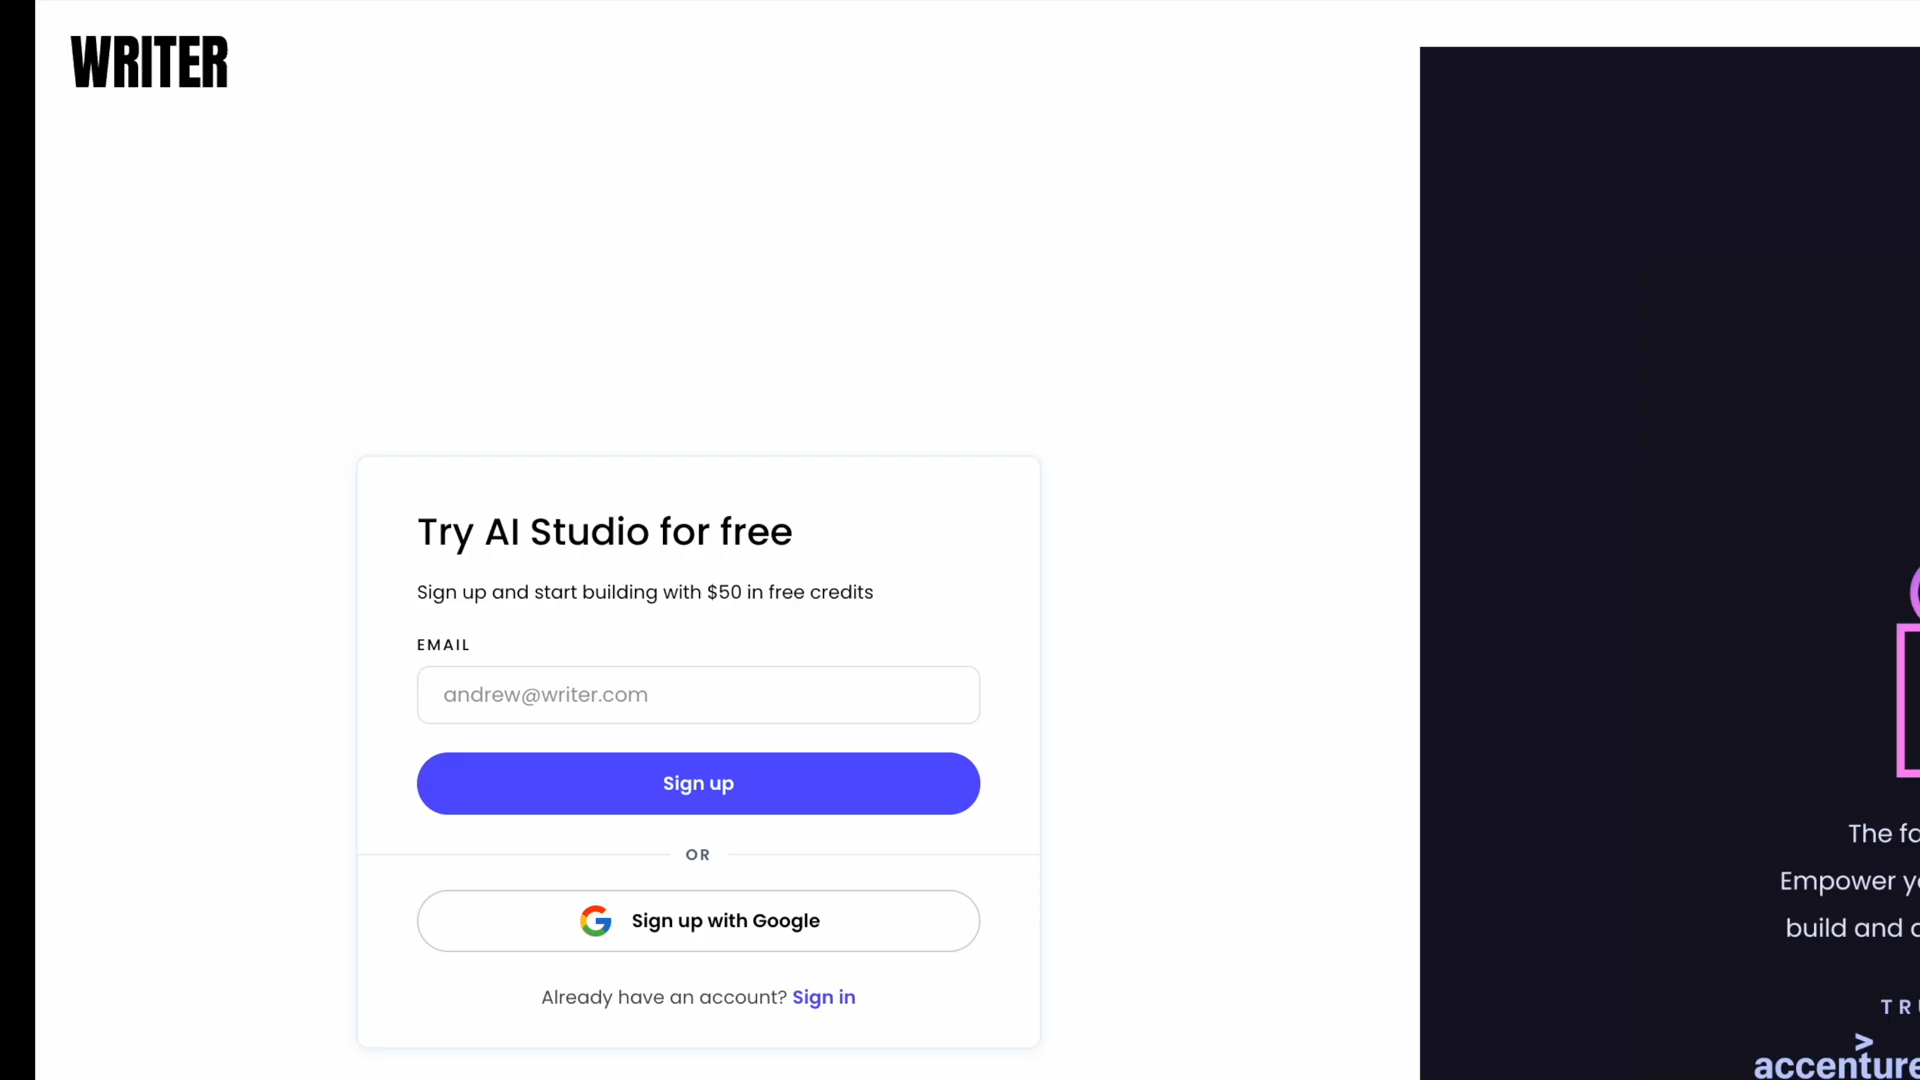 WRITER
Try AI Studio for free
Sign up and start building with $50 in free credits
EMAIL
andrew@writer.com
Sign up
OR
Sign up with Google
Already have an account? Sign in
The
Empower
build and
accenture